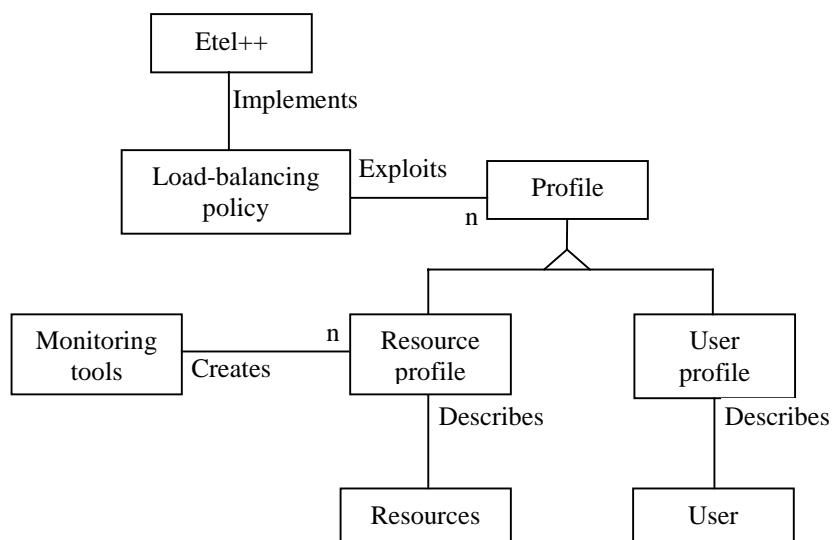 Etel++
Implements
Load-balancing
policy
Exploits
n
Profile
Monitoring
tools
Creates
n
Resource
profile
User
profile
Describes
Describes
Resources
User